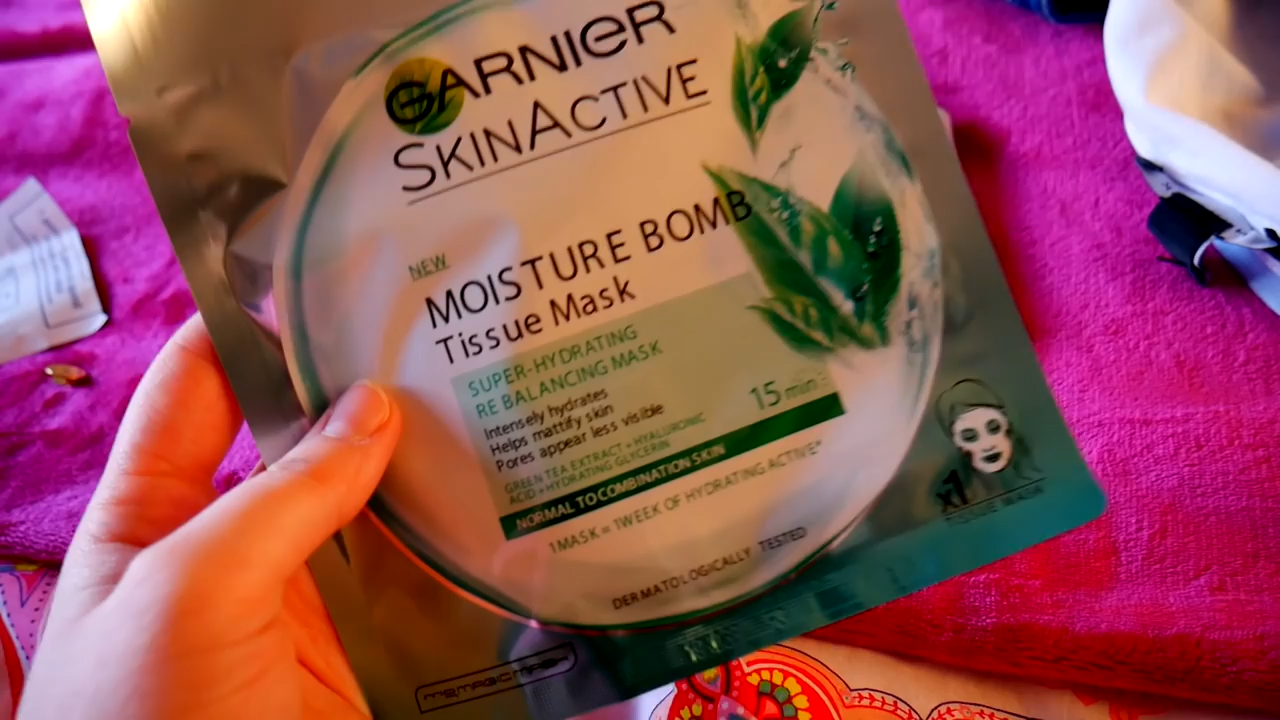 GARNIER
SKINACTIVE
NEW
MOISTURE BOMB
Tissue Mask
SUPER-HYDRATING
RE BALANCING MASK
Intensely hydrates
Helps mattify skin
Pores appear less visible
15 min
GREEN TEA EXTRACT + HYALURONIC
ACID + HYDRATING GLYCERIN
NORMAL TO COMBINATION SKIN
1 MASK = 1 WEEK OF HYDRATING ACTIVE*
DERMATOLOGICALLY TESTED
x1
TISSUE MASK